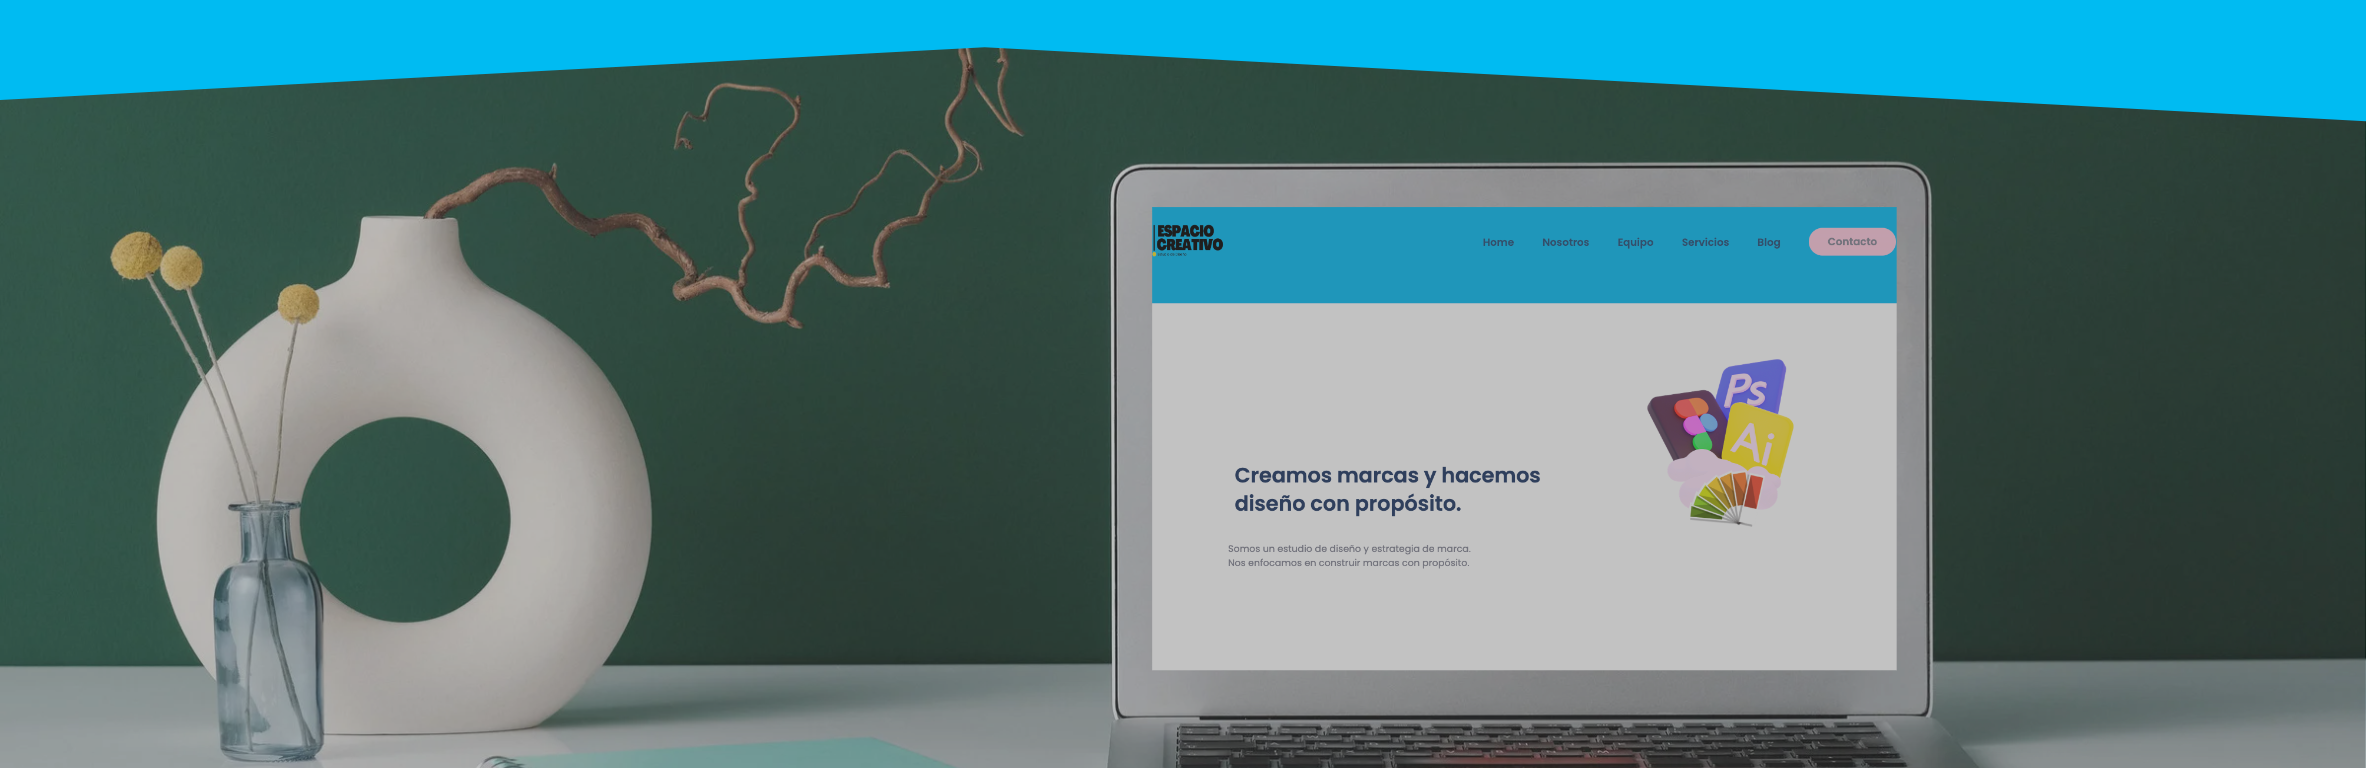 ESPACIO
CREATIVO
Home Nosotros Equipo Servicios Blog Contacto
Ps
Ai
Creamos marcas y hacemos
diseño con propósito.
Somos un estudio de diseño y estrategia de marca.
Nos enfocamos en construir marcas con propósito.